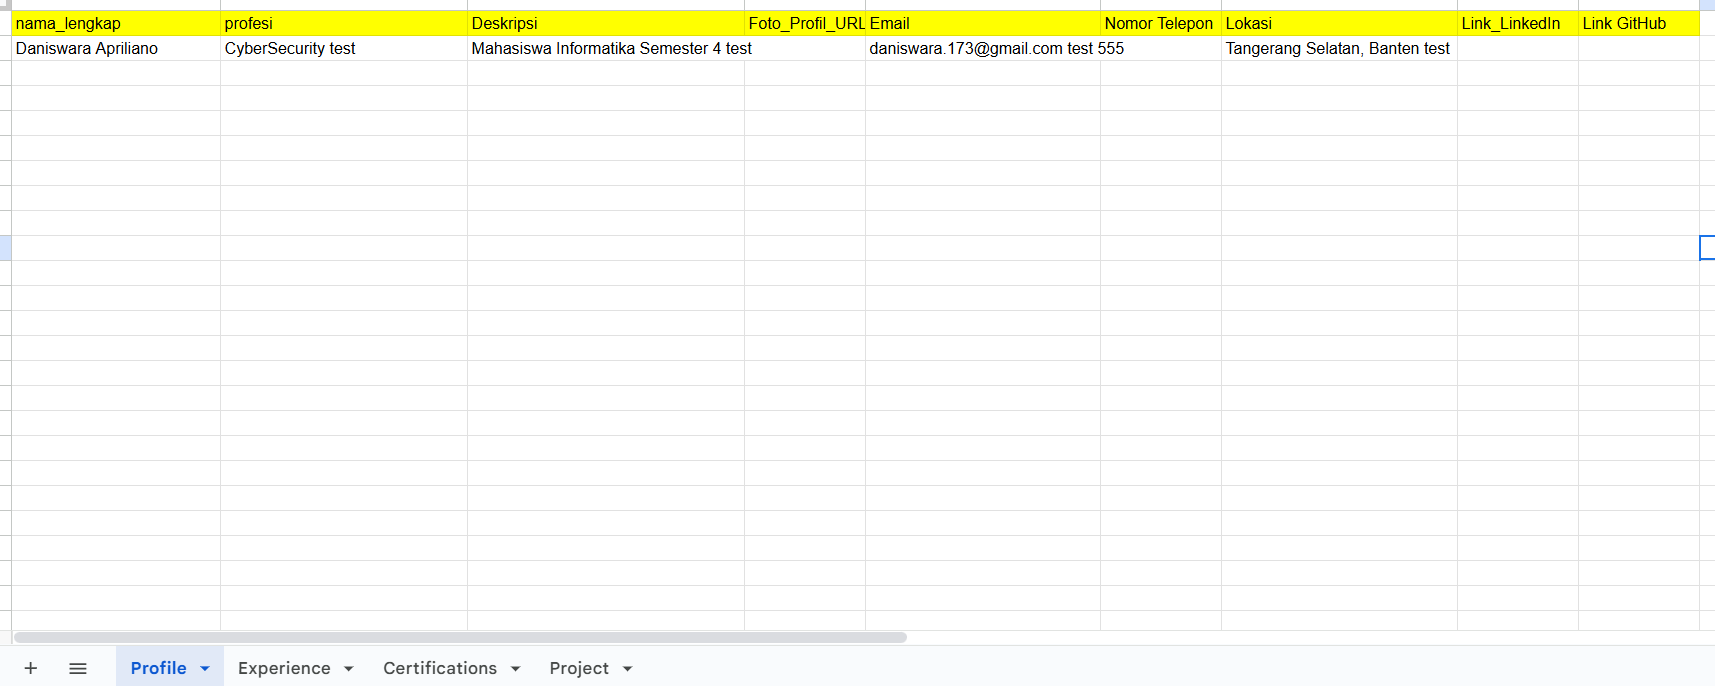 nama_lengkap profesi Deskripsi Foto_Profil_URL Email Nomor Telepon Lokasi Link_LinkedIn Link GitHub
Daniswara Apriliano CyberSecurity test Mahasiswa Informatika Semester 4 test daniswara.173@gmail.com test 555 Tangerang Selatan, Banten test
Profile Experience Certifications Project